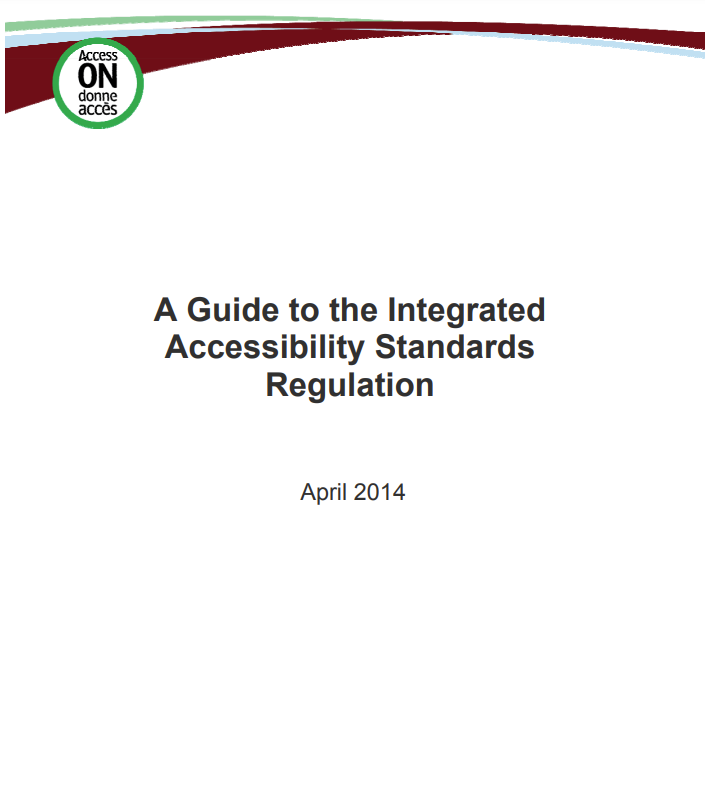 Access
ON
donne
accès
A Guide to the Integrated
Accessibility Standards
Regulation
April 2014